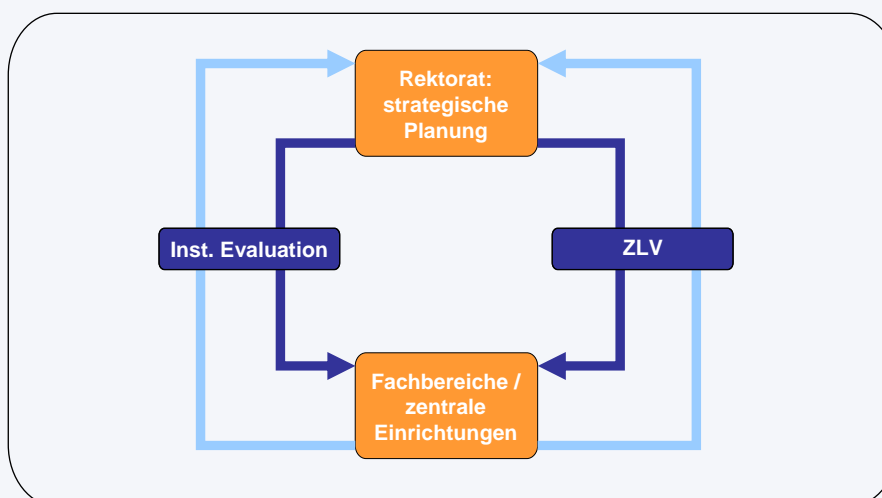 Rektorat:
strategische
Planung
Inst. Evaluation
ZLV
Fachbereiche /
zentrale
Einrichtungen